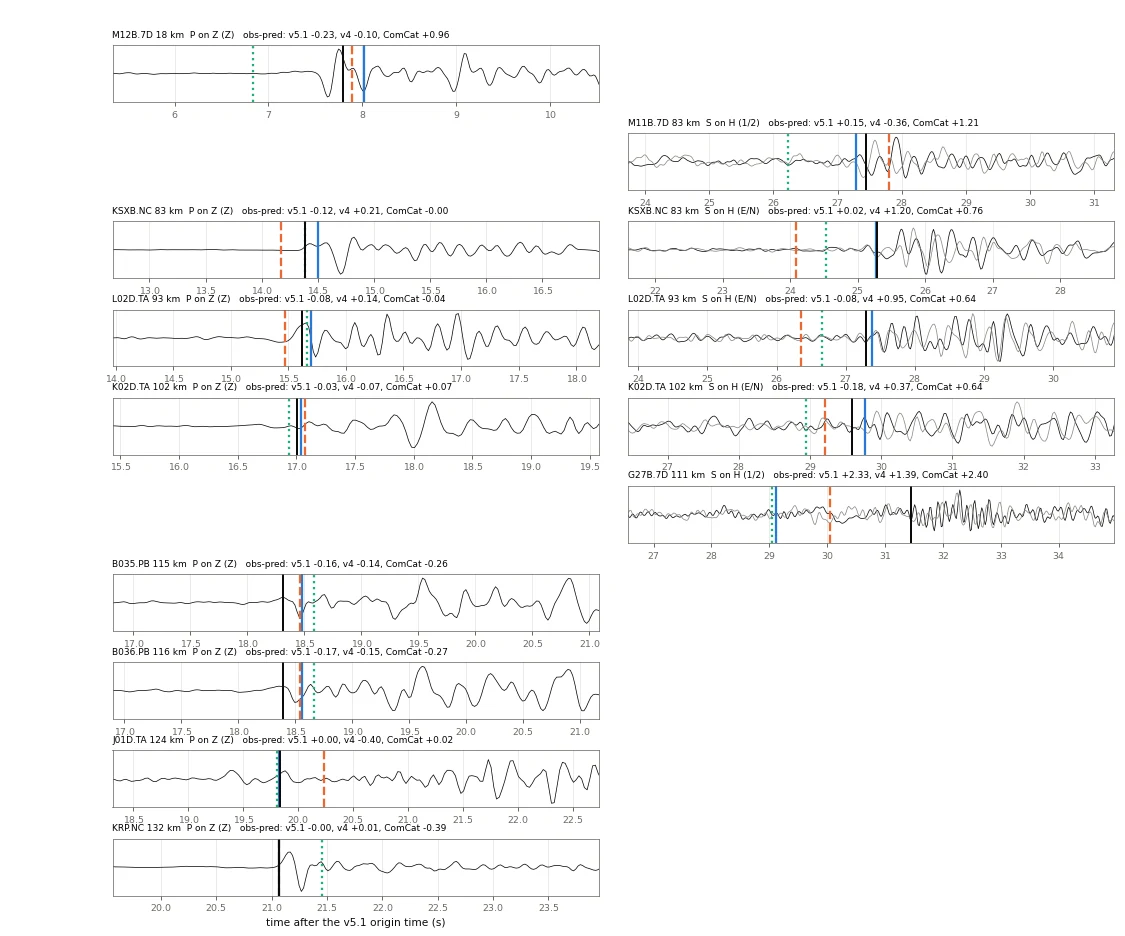 M12B.7D 18 km P on Z (Z) obs-pred: v5.1 -0.23, v4 -0.10, ComCat +0.96
6 7 8 9 10
M11B.7D 83 km S on H (1/2) obs-pred: v5.1 +0.15, v4 -0.36, ComCat +1.21
24 25 26 27 28 29 30 31
KSXB.NC 83 km P on Z (Z) obs-pred: v5.1 -0.12, v4 +0.21, ComCat -0.00
13.0 13.5 14.0 14.5 15.0 15.5 16.0 16.5
KSXB.NC 83 km S on H (E/N) obs-pred: v5.1 +0.02, v4 +1.20, ComCat +0.76
22 23 24 25 26 27 28
L02D.TA 93 km P on Z (Z) obs-pred: v5.1 -0.08, v4 +0.14, ComCat -0.04
14.0 14.5 15.0 15.5 16.0 16.5 17.0 17.5 18.0
L02D.TA 93 km S on H (E/N) obs-pred: v5.1 -0.08, v4 +0.95, ComCat +0.64
24 25 26 27 28 29 30
K02D.TA 102 km P on Z (Z) obs-pred: v5.1 -0.03, v4 -0.07, ComCat +0.07
15.5 16.0 16.5 17.0 17.5 18.0 18.5 19.0 19.5
K02D.TA 102 km S on H (E/N) obs-pred: v5.1 -0.18, v4 +0.37, ComCat +0.64
27 28 29 30 31 32 33
G27B.7D 111 km S on H (1/2) obs-pred: v5.1 +2.33, v4 +1.39, ComCat +2.40
27 28 29 30 31 32 33 34
B035.PB 115 km P on Z (Z) obs-pred: v5.1 -0.16, v4 -0.14, ComCat -0.26
17.0 17.5 18.0 18.5 19.0 19.5 20.0 20.5 21.0
B036.PB 116 km P on Z (Z) obs-pred: v5.1 -0.17, v4 -0.15, ComCat -0.27
17.0 17.5 18.0 18.5 19.0 19.5 20.0 20.5 21.0
J01D.TA 124 km P on Z (Z) obs-pred: v5.1 +0.00, v4 -0.40, ComCat +0.02
18.5 19.0 19.5 20.0 20.5 21.0 21.5 22.0 22.5
KRP.NC 132 km P on Z (Z) obs-pred: v5.1 -0.00, v4 +0.01, ComCat -0.39
20.0 20.5 21.0 21.5 22.0 22.5 23.0 23.5
time after the v5.1 origin time (s)